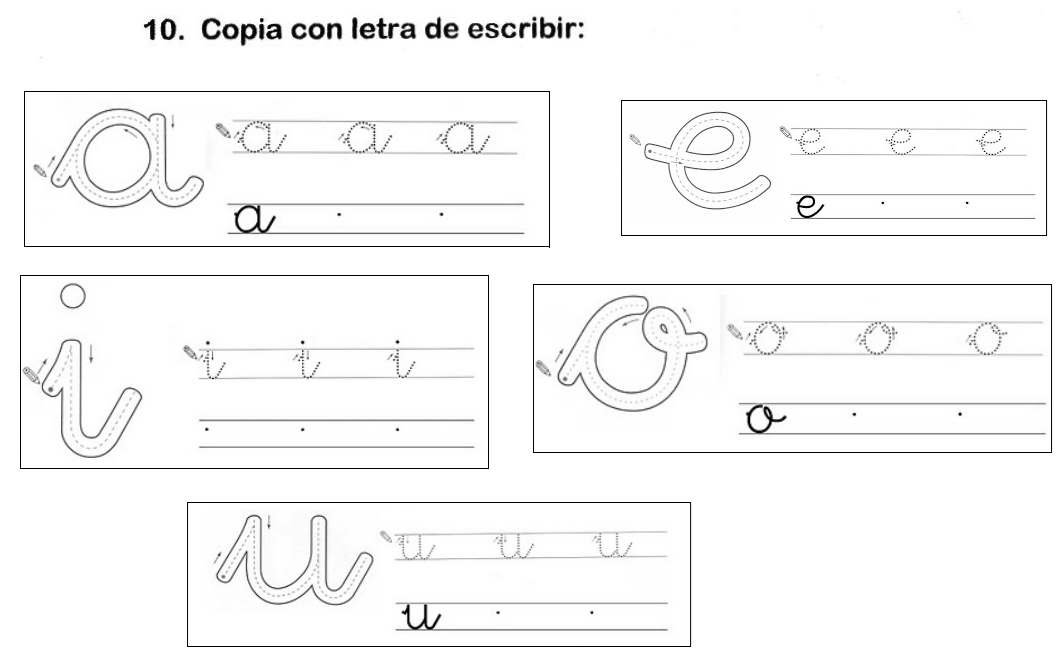 10. Copia con letra de escribir:
a a a a
a
e e e e
e
i i i i
o o o o
o
u u u u
u